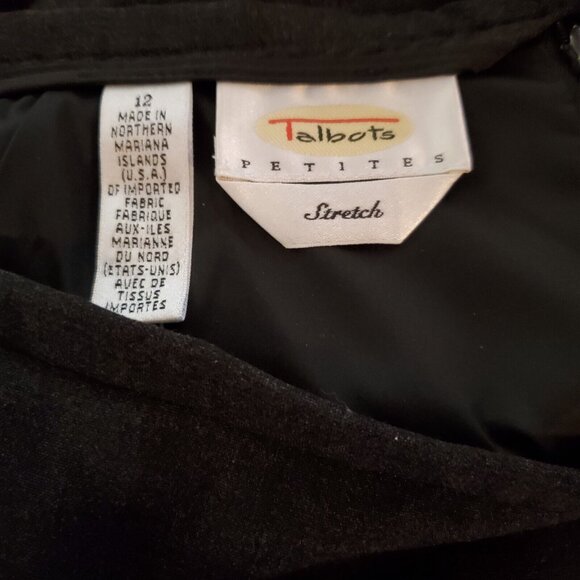 12
MADE IN
NORTHERN
MARIANA
ISLANDS
(U.S.A.)
OF IMPORTED
FABRIC
FABRIQUE
AUX-ILES
MARIANNE
DU NORD
(ETATS-UNIS)
AVEC DE
TISSUS
IMPORTES
Talbots
PETITES
Stretch